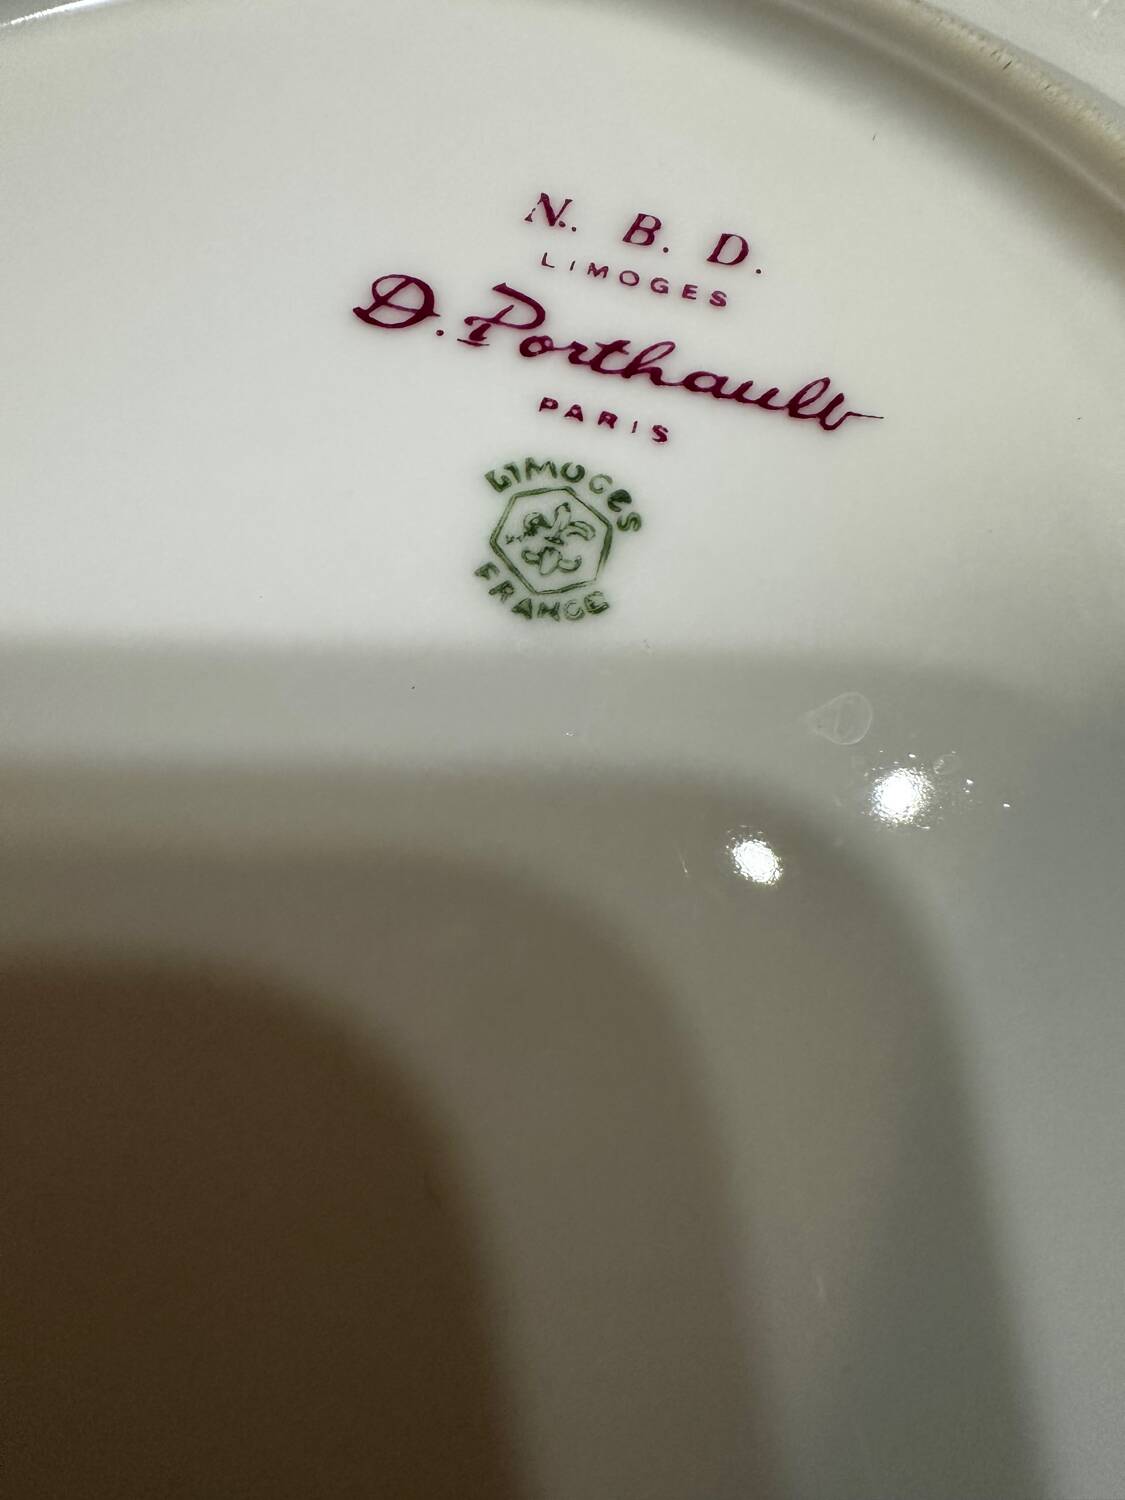 N. B. D.
LIMOGES
D. Porthault
PARIS
LIMOGES
FRANCE